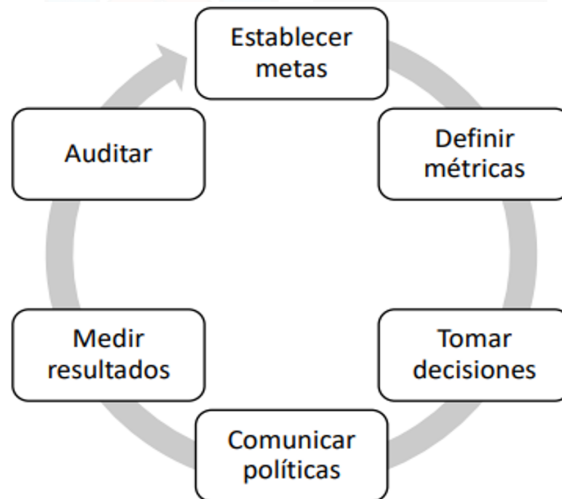 Establecer
metas
Definir
métricas
Tomar
decisiones
Comunicar
políticas
Medir
resultados
Auditar